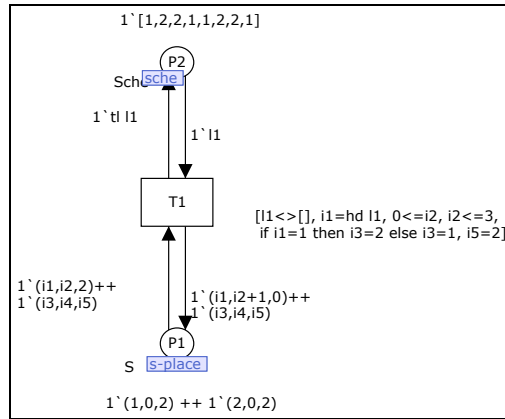 1`[1,2,2,1,1,2,2,1]
P2
Sche
sche
1`tl l1
1`l1
T1
[l1<>[], i1=hd l1, 0<=i2, i2<=3,
if i1=1 then i3=2 else i3=1, i5=2]
1`(i1,i2,2)++
1`(i3,i4,i5)
1`(i1,i2+1,0)++
1`(i3,i4,i5)
P1
S
s-place
1`(1,0,2) ++ 1`(2,0,2)